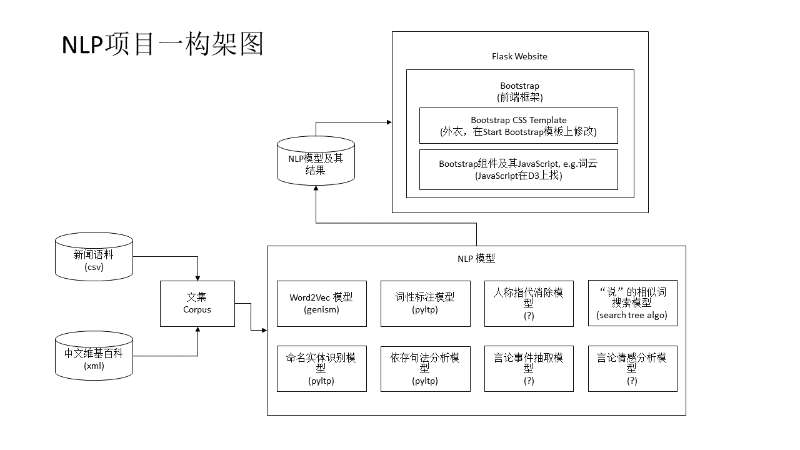 NLP项目一构架图
Flask Website
Bootstrap
(前端框架)
Bootstrap CSS Template
(外衣，在Start Bootstrap模板上修改)
Bootstrap组件及其JavaScript, e.g.词云
(JavaScript在D3上找)
NLP模型及其
结果
新闻语料
(csv)
中文维基百科
(xml)
文集
Corpus
NLP 模型
Word2Vec 模型
(genism)
词性标注模型
(pyltp)
人称指代消除模
型
(?)
“说”的相似词
搜索模型
(search tree algo)
命名实体识别模
型
(pyltp)
依存句法分析模
型
(pyltp)
言论事件抽取模
型
(?)
言论情感分析模
型
(?)